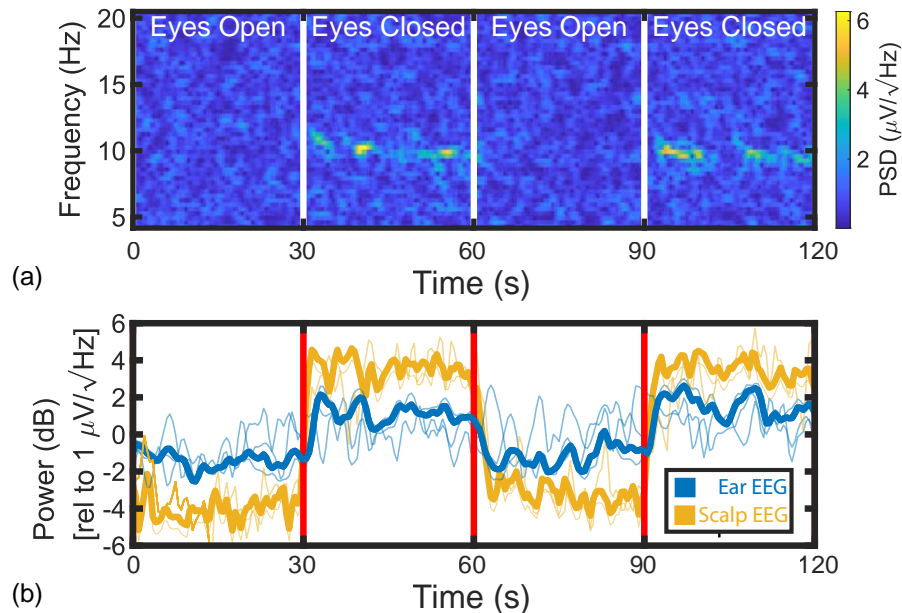 Eyes Open Eyes Closed Eyes Open Eyes Closed
20
15
10
5
Frequency (Hz)
0 30 60 90 120
Time (s)
6
4
2
PSD (μV/√Hz)
(a)
6
4
2
0
-2
-4
-6
Power (dB)
[rel to 1 μV/√Hz]
Ear EEG
Scalp EEG
0 30 60 90 120
Time (s)
(b)